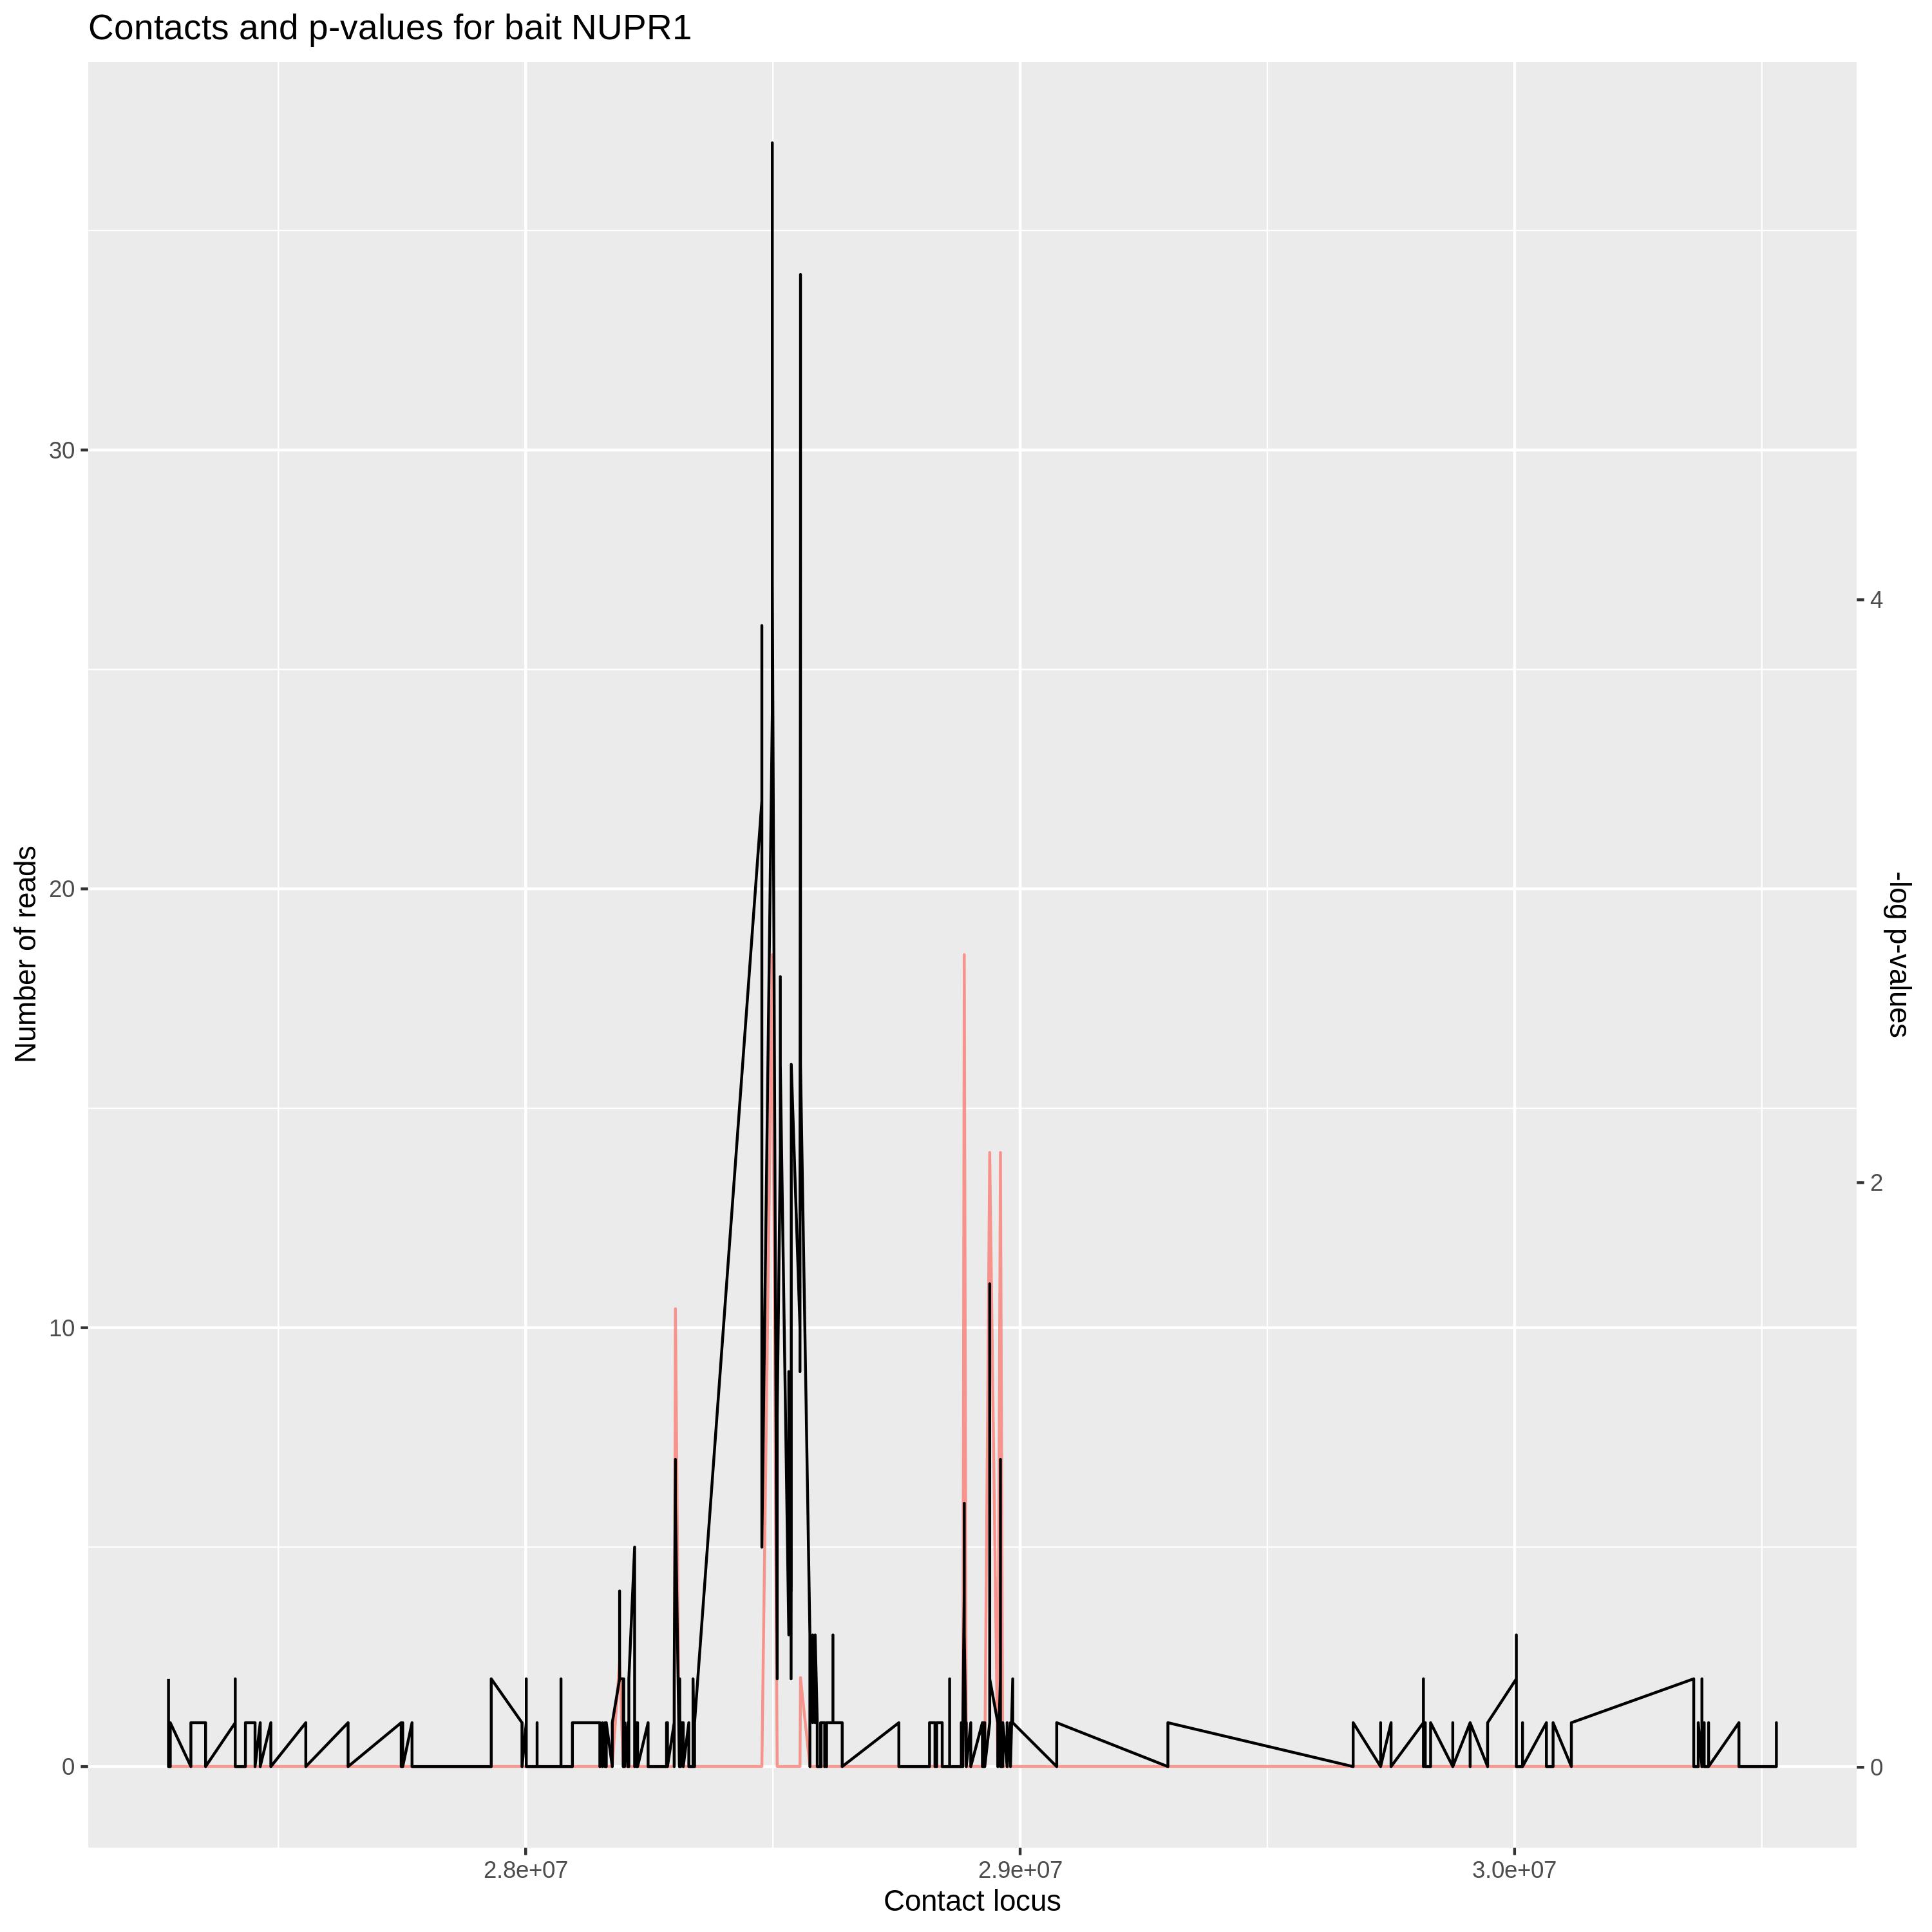 Contacts and p-values for bait NUPR1
Number of reads
30
20
10
0
4
2
0
-log p-values
2.8e+07
2.9e+07
3.0e+07
Contact locus